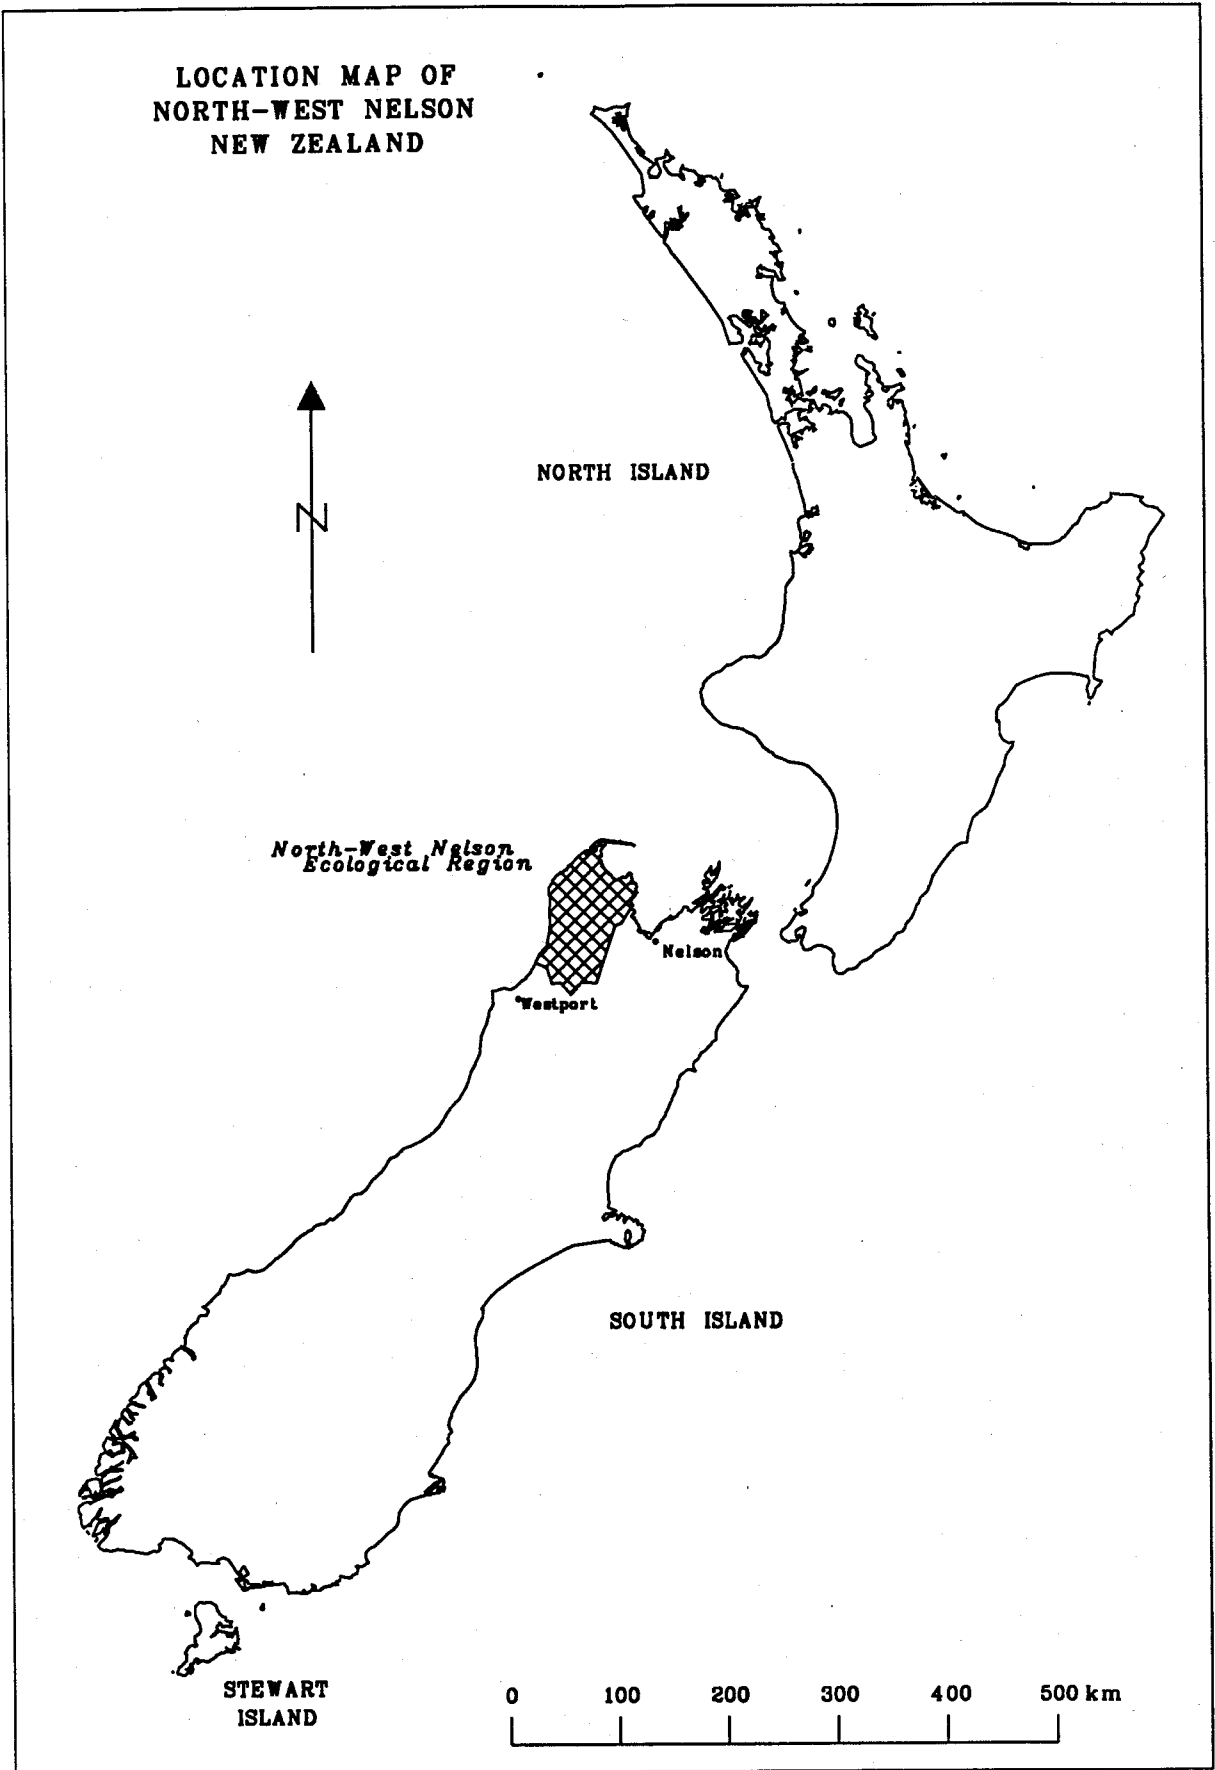 LOCATION MAP OF
NORTH-WEST NELSON
NEW ZEALAND
NORTH ISLAND
N
North-West Nelson
Ecological Region
Nelson
Westport
SOUTH ISLAND
STEWART
ISLAND
0 100 200 300 400 500 km